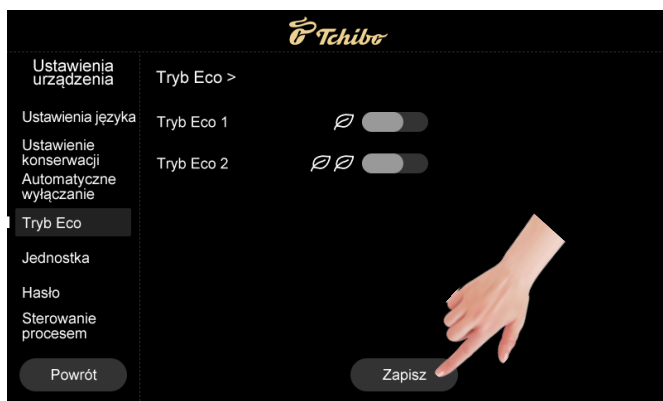 Tchibo
Ustawienia
urządzenia
Ustawienia języka
Ustawienie
konserwacji
Automatyczne
wyłączanie
Tryb Eco
Jednostka
Hasło
Sterowanie
procesem
Powrót
Tryb Eco >
Tryb Eco 1
Tryb Eco 2
Zapisz